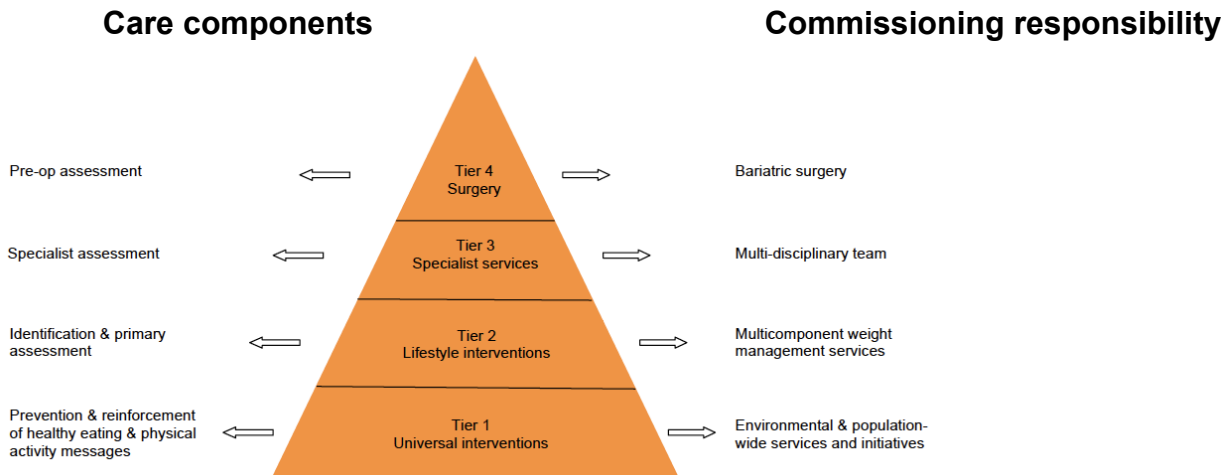 Care components
Commissioning responsibility
Pre-op assessment
Tier 4
Surgery
Bariatric surgery
Specialist assessment
Tier 3
Specialist services
Multi-disciplinary team
Identification & primary
assessment
Tier 2
Lifestyle interventions
Multicomponent weight
management services
Prevention & reinforcement
of healthy eating & physical
activity messages
Tier 1
Universal interventions
Environmental & population-
wide services and initiatives